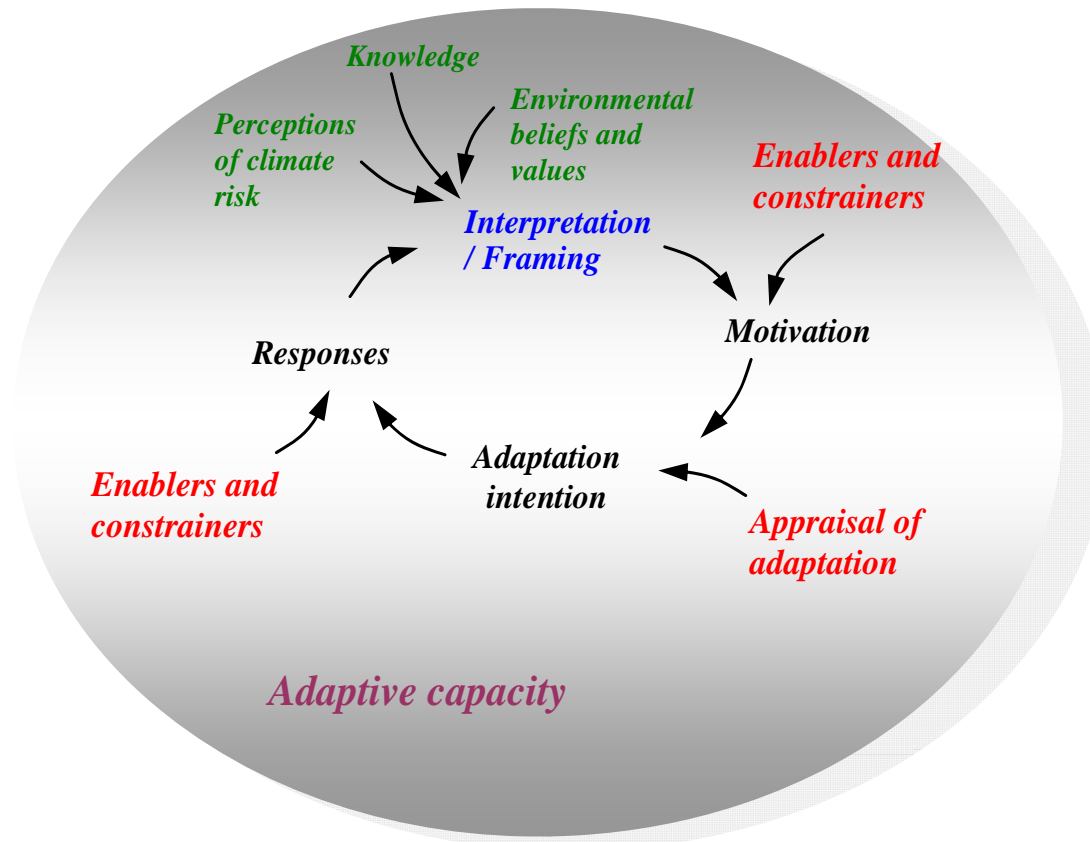 Knowledge
Environmental
beliefs and
values
Perceptions
of climate
risk
Enablers and
constrainers
Interpretation
/ Framing
Motivation
Responses
Adaptation
intention
Enablers and
constrainers
Appraisal of
adaptation
Adaptive capacity